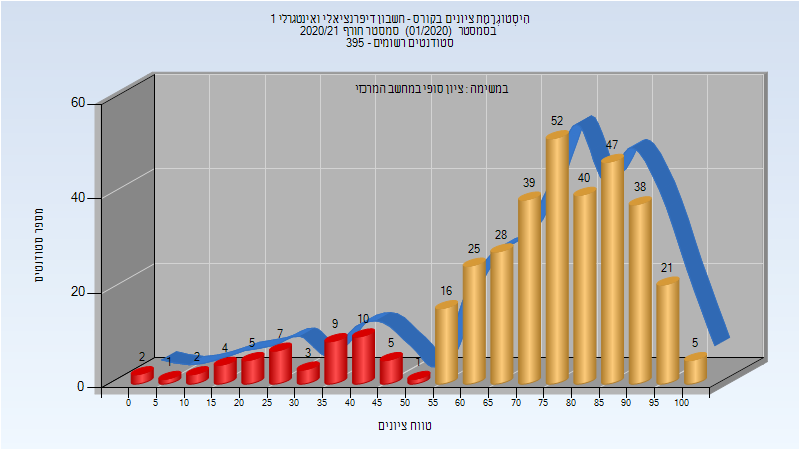 הִיסְטוֹגְרָמַת ציונים בקורס - חשבון דיפרנציאלי ואינטגרלי 1
בסמסטר (01/2020) סמסטר חורף 2020/21
סטודנטים רשומים - 395
במשימה : ציון סופי במחשב המרכזי
60
40
20
0
מספר סטודנטים
2 1 2 4 5 7 3 9 10 5 1 16 25 28 39 52 40 47 38 21 5
0 5 10 15 20 25 30 35 40 45 50 55 60 65 70 75 80 85 90 95 100
טווח ציונים